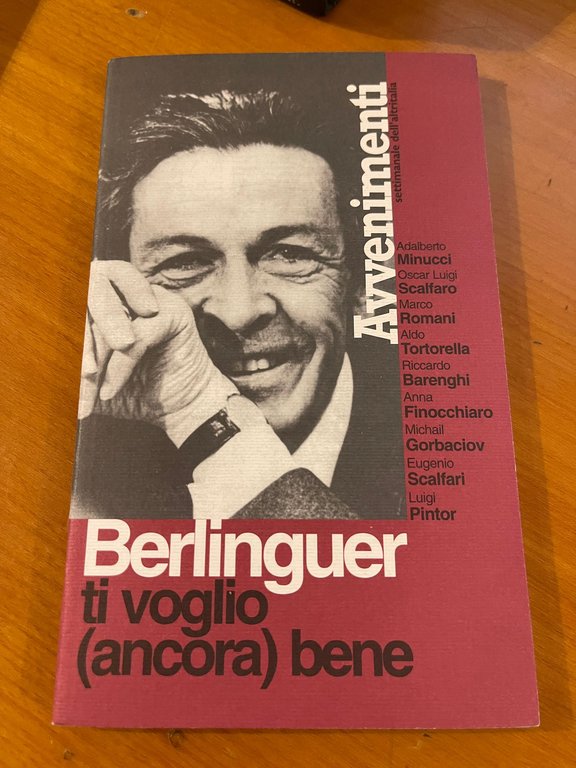 Avvenimenti
settimanale dell'altritalia
Adalberto
Minucci
Oscar Luigi
Scalfaro
Marco
Romani
Aldo
Tortorella
Riccardo
Barenghi
Anna
Finocchiaro
Michail
Gorbaciov
Eugenio
Scalfari
Luigi
Pintor
Berlinguer
ti voglio
(ancora) bene